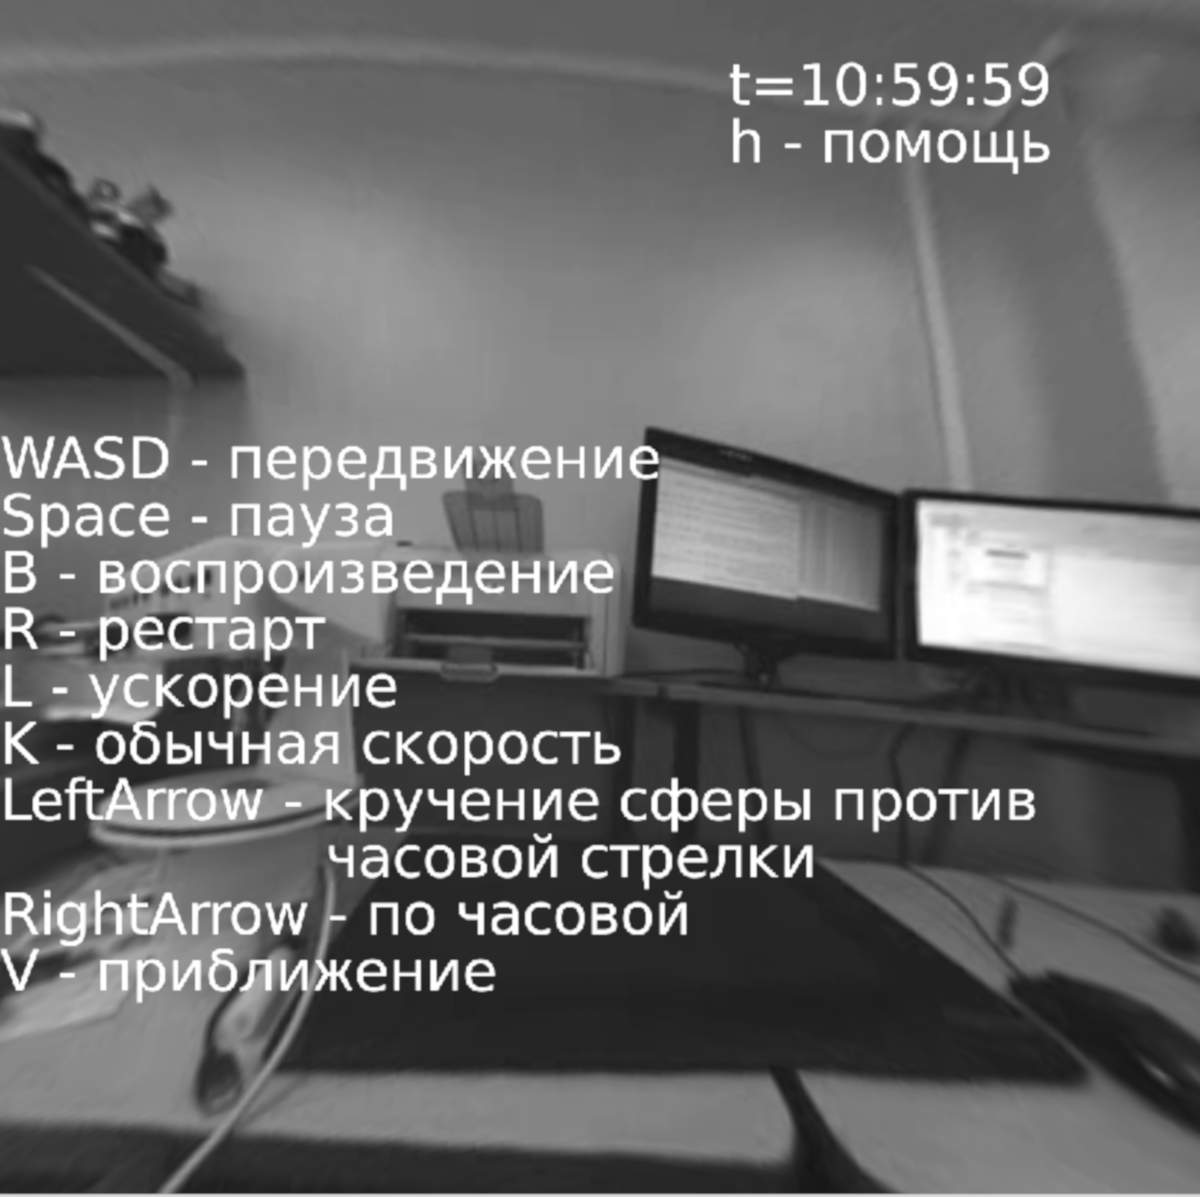 t=10:59:59
h - помощь
WASD - передвижение
Space - пауза
B - воспроизведение
R - рестарт
L - ускорение
K - обычная скорость
LeftArrow - кручение сферы против
часовой стрелки
RightArrow - по часовой
V - приближение